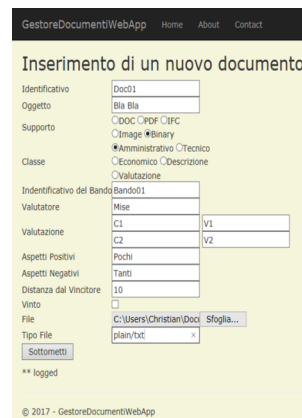 GestoreDocumentiWebApp Home About Contact
Inserimento di un nuovo documento
Identificativo Doc01
Oggetto Bla Bla
Supporto DOC PDF IFC
Image Binary
Classe Amministrativo Tecnico
Economico Descrizione
Valutazione
Indentificativo del Bando Bando01
Valutatore Mise
Valutazione C1 V1
C2 V2
Aspetti Positivi Pochi
Aspetti Negativi Tanti
Distanza dal Vincitore 10
Vinto
File C:\Users\Christian\Doci Sfoglia...
Tipo File plain/txt ×
Sottometti
** logged
© 2017 - GestoreDocumentiWebApp